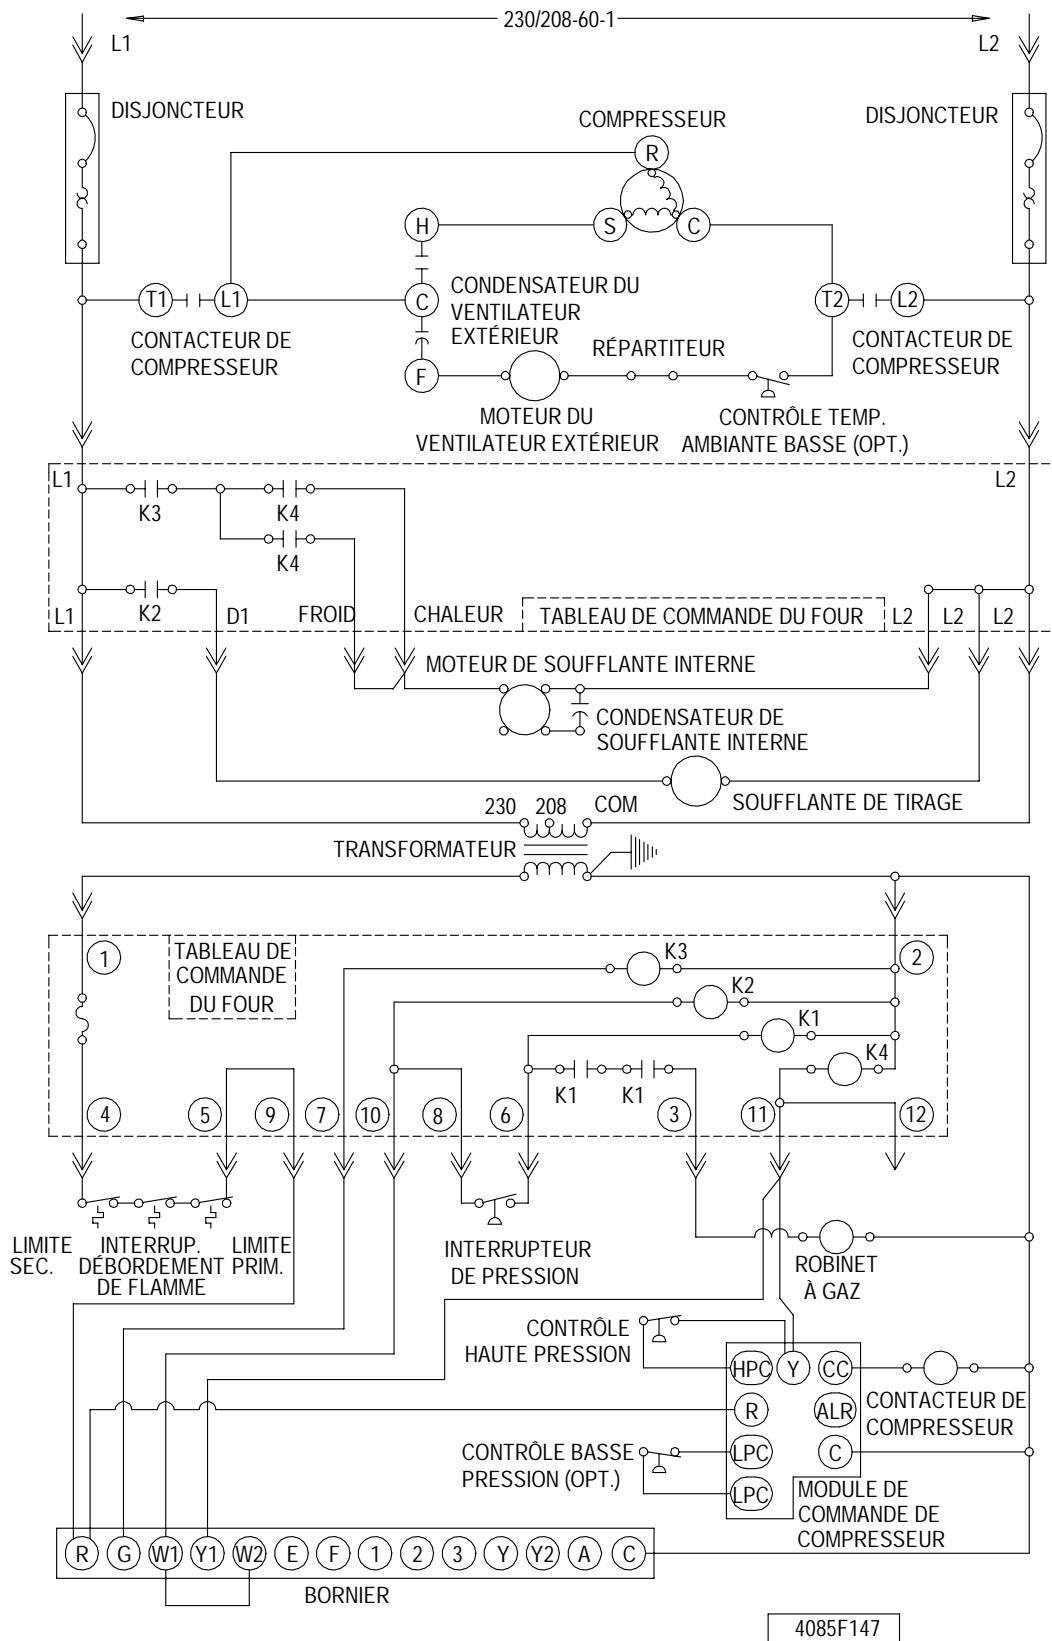 230/208-60-1
L1
L2
DISJONCTEUR
DISJONCTEUR
COMPRESSEUR
R
H
S
C
T1
L1
C
CONDENSATEUR DU
VENTILATEUR
EXTÉRIEUR
T2
L2
CONTACTEUR DE
COMPRESSEUR
CONTACTEUR DE
COMPRESSEUR
RÉPARTITEUR
F
MOTEUR DU
VENTILATEUR EXTÉRIEUR
CONTRÔLE TEMP.
AMBIANTE BASSE (OPT.)
L1
L2
K3
K4
K4
L1
K2
D1
FROID
CHALEUR
TABLEAU DE COMMANDE DU FOUR
L2
L2
L2
MOTEUR DE SOUFFLANTE INTERNE
CONDENSATEUR DE
SOUFFLANTE INTERNE
SOUFFLANTE DE TIRAGE
230
208
COM
TRANSFORMATEUR
1
TABLEAU DE
COMMANDE
DU FOUR
K3
2
K2
K1
K4
K1
K1
4
5
9
7
10
8
6
3
11
12
LIMITE
SEC.
INTERRUP.
DÉBORDEMENT
DE FLAMME
LIMITE
PRIM.
INTERRUPTEUR
DE PRESSION
ROBINET
À GAZ
CONTRÔLE
HAUTE PRESSION
HPC
Y
CC
R
ALR
CONTACTEUR DE
COMPRESSEUR
CONTRÔLE BASSE
PRESSION (OPT.)
LPC
C
LPC
MODULE DE
COMMANDE DE
COMPRESSEUR
R
G
W1
Y1
W2
E
F
1
2
3
Y
Y2
A
C
BORNIER
4085F147